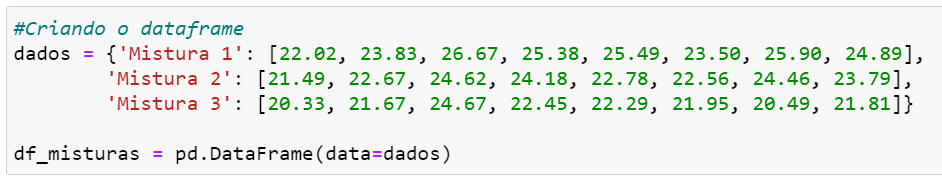 #Criando o dataframe
dados = {'Mistura 1': [22.02, 23.83, 26.67, 25.38, 25.49, 23.50, 25.90, 24.89],
        'Mistura 2': [21.49, 22.67, 24.62, 24.18, 22.78, 22.56, 24.46, 23.79],
        'Mistura 3': [20.33, 21.67, 24.67, 22.45, 22.29, 21.95, 20.49, 21.81]}
df_misturas = pd.DataFrame(data=dados)